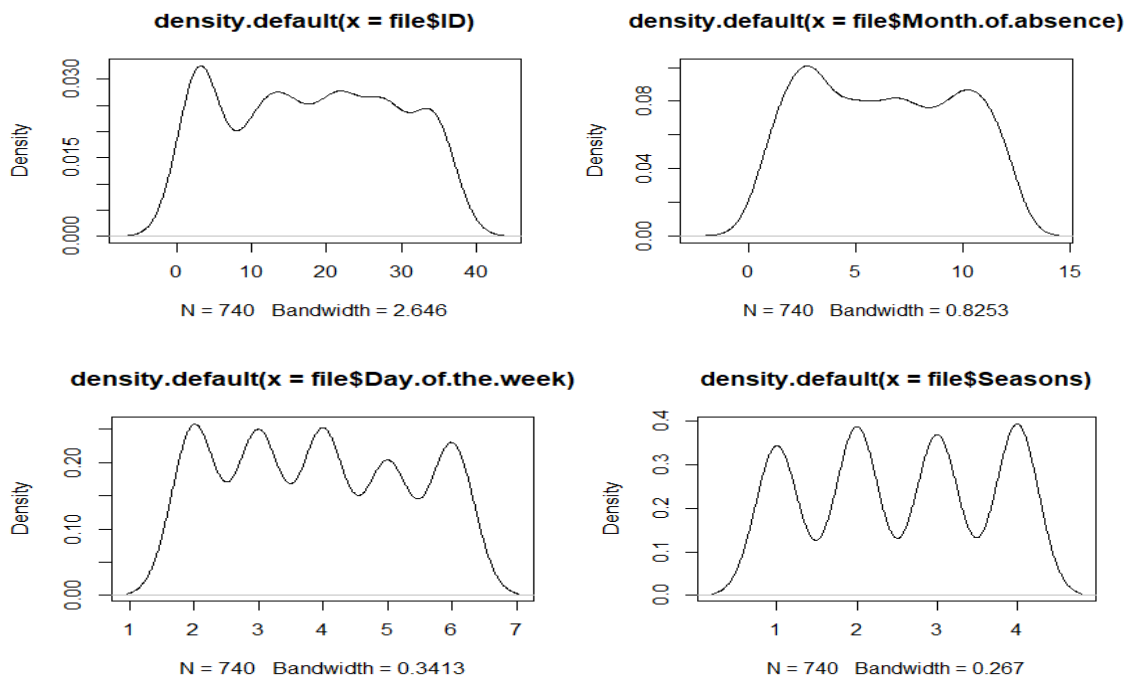 density.default(x = file$ID)
Density
0.000
0.015
0.030
0 10 20 30 40
N = 740 Bandwidth = 2.646
density.default(x = file$Month.of.absence)
Density
0.00
0.04
0.08
0 5 10 15
N = 740 Bandwidth = 0.8253
density.default(x = file$Day.of.the.week)
Density
0.00
0.10
0.20
1 2 3 4 5 6 7
N = 740 Bandwidth = 0.3413
density.default(x = file$Seasons)
Density
0.0
0.1
0.2
0.3
0.4
1 2 3 4
N = 740 Bandwidth = 0.267